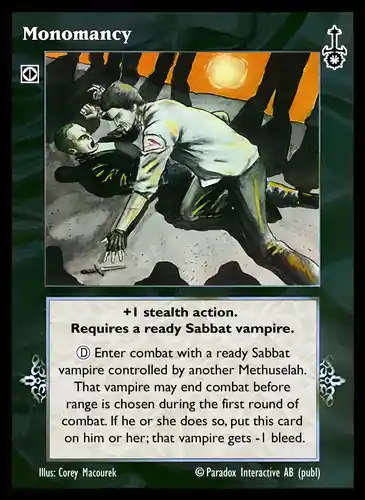 Monomancy
+1 stealth action.
Requires a ready Sabbat vampire.
Ⓓ Enter combat with a ready Sabbat
vampire controlled by another Methuselah.
That vampire may end combat before
range is chosen during the first round of
combat. If he or she does so, put this card
on him or her; that vampire gets -1 bleed.
Illus: Corey Macourek
© Paradox Interactive AB (publ)